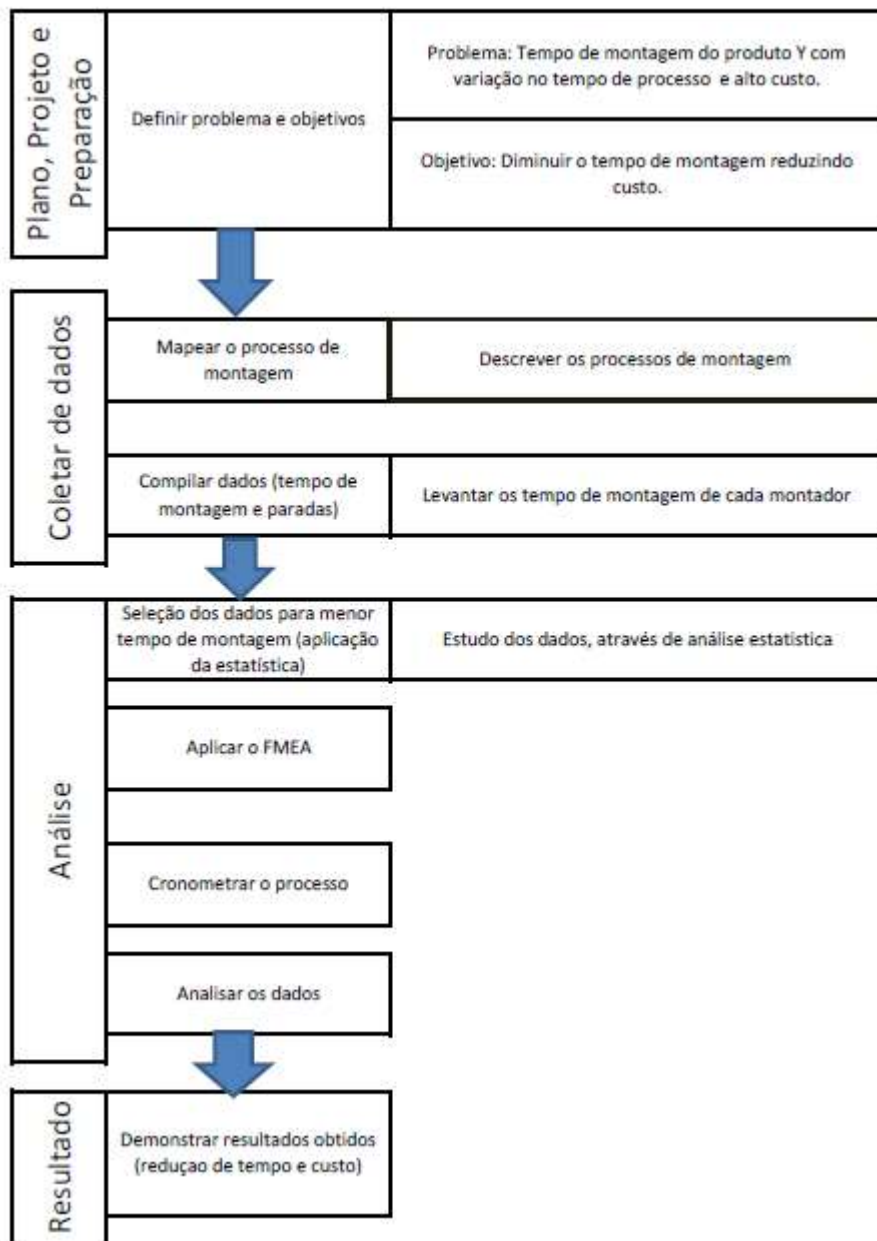 Plano, Projeto e
Preparação
Definir problema e objetivos
Problema: Tempo de montagem do produto Y com
variação no tempo de processo e alto custo.
Objetivo: Diminuir o tempo de montagem reduzindo
custo.
Coletar de dados
Mapear o processo de
montagem
Descrever os processos de montagem
Compilar dados (tempo de
montagem e paradas)
Levantar os tempo de montagem de cada montador
Análise
Seleção dos dados para menor
tempo de montagem (aplicação
da estatística)
Estudo dos dados, através de análise estatistica
Aplicar o FMEA
Cronometrar o processo
Analisar os dados
Resultado
Demonstrar resultados obtidos
(reduçao de tempo e custo)